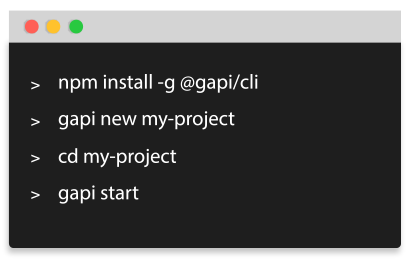 > npm install -g @gapi/cli
> gapi new my-project
> cd my-project
> gapi start